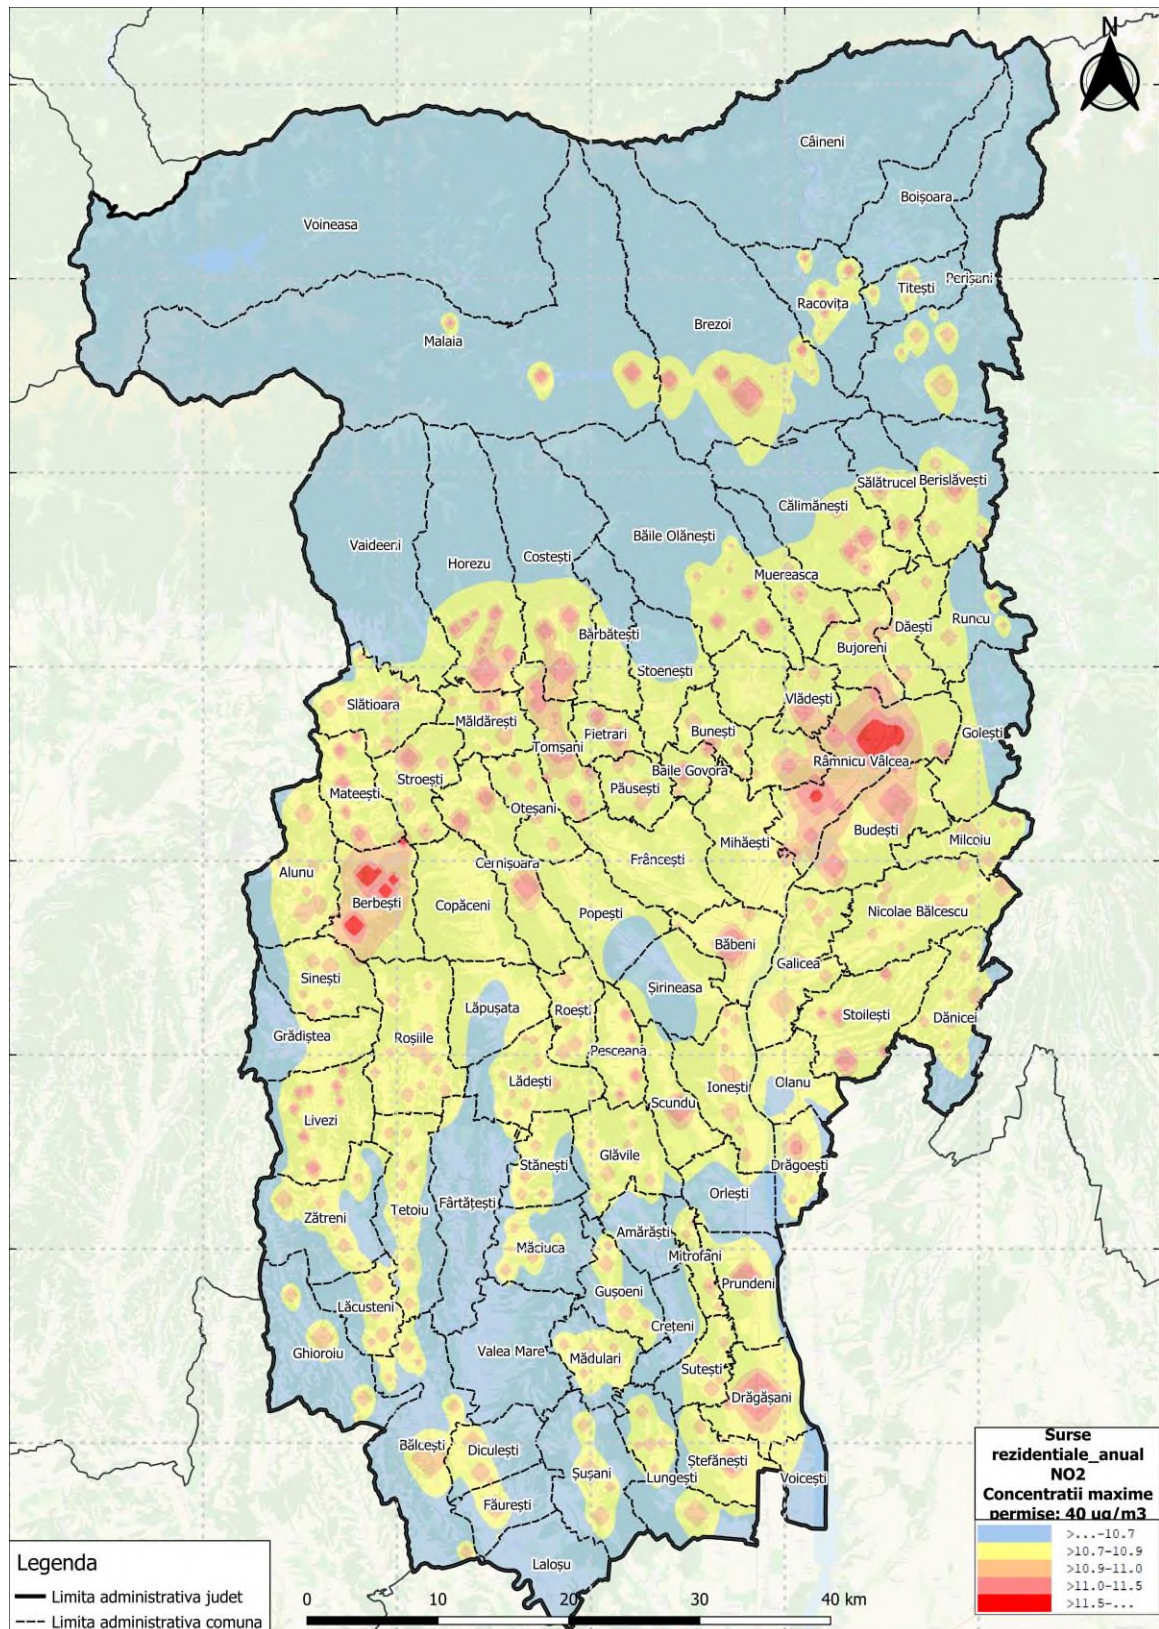 N
Câineni
Boișoara
Voineasa
Perișani
Titești
Racovița
Brezoi
Malaia
Sălătrucel
Berislăvești
Călimănești
Băile Olănești
Vaideeni
Costești
Horezu
Muereasca
Runcu
Dăești
Bărbătești
Bujoreni
Stoenești
Vlădești
Slătioara
Măldărești
Bunești
Golești
Pietrari
Tomșani
Râmnicu Vâlcea
Baile Govora
Stroești
Păusești
Mateești
Oteșani
Budești
Mihăești
Milcoiu
Frâncești
Cernișoara
Alunu
Berbești
Copăceni
Popești
Nicolae Bălcescu
Băbeni
Galicea
Sinești
Șirineasa
Lăpușata
Roești
Stoilești
Dănicei
Grădiștea
Roșiile
Pesceana
Lădești
Olanu
Ionești
Scundu
Livezi
Glăvile
Stănești
Drăgoești
Orlești
Fârtățești
Tetoiu
Zătreni
Amărăști
Măciuca
Mitrofani
Prundeni
Gușoeni
Lăcusteni
Crețeni
Valea Mare
Ghioroiu
Mădulari
Sutești
Drăgășani
Bălcești
Diculești
Ștefănești
Șușani
Lungești
Voicești
Făurești
Laloșu
Surse
rezidentiale_anual
NO2
Concentratii maxime
permise: 40 ug/m3
>...-10.7
>10.7-10.9
>10.9-11.0
>11.0-11.5
>11.5-...
Legenda
Limita administrativa judet
Limita administrativa comuna
0 10 20 30 40 km